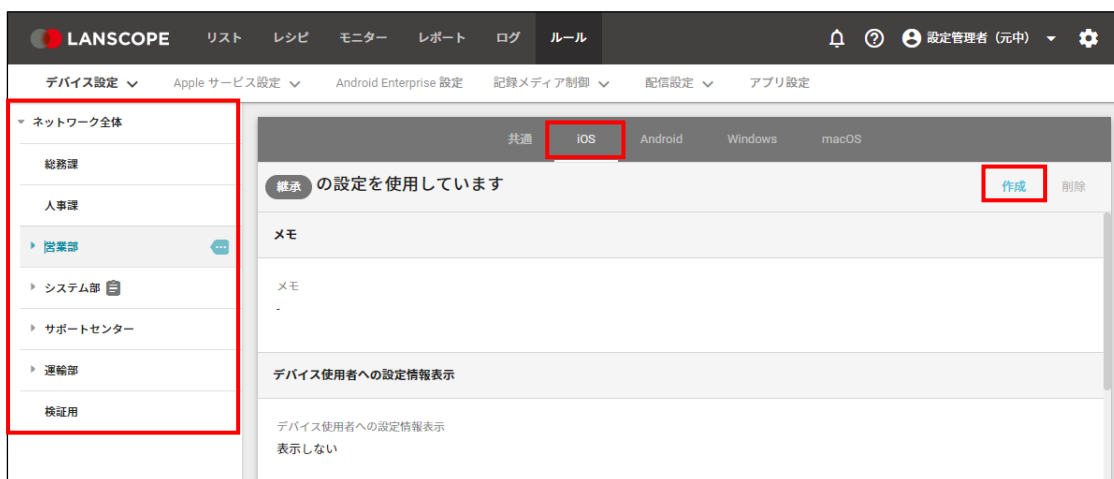 LANSCOPE リスト レシピ モニター レポート ログ ルール 設定管理者（元中）
デバイス設定 Apple サービス設定 Android Enterprise 設定 記録メディア制御 配信設定 アプリ設定
ネットワーク全体
総務課
人事課
営業部
システム部
サポートセンター
運輸部
検証用
共通 iOS Android Windows macOS
継承 の設定を使用しています 作成 削除
メモ
メモ
-
デバイス使用者への設定情報表示
デバイス使用者への設定情報表示
表示しない